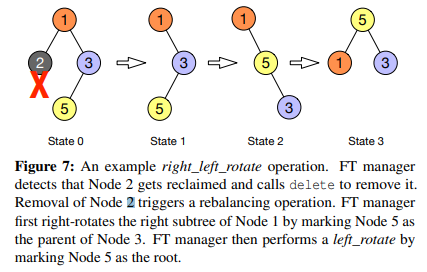 1
2
3
5
1
3
5
1
5
3
5
1
3
X
State 0
State 1
State 2
State 3
Figure 7: An example right_left_rotate operation. FT manager
detects that Node 2 gets reclaimed and calls delete to remove it.
Removal of Node 2 triggers a rebalancing operation. FT manager
first right-rotates the right subtree of Node 1 by marking Node 5 as
the parent of Node 3. FT manager then performs a left_rotate by
marking Node 5 as the root.